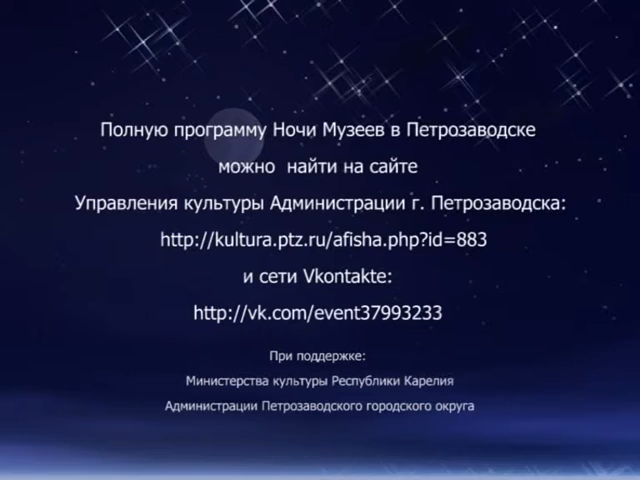 Полную программу Ночи Музеев в Петрозаводске
можно найти на сайте
Управления культуры Администрации г. Петрозаводска:
http://kultura.ptz.ru/afisha.php?id=883
и сети Vkontakte:
http://vk.com/event37993233
При поддержке:
Министерства культуры Республики Карелия
Администрации Петрозаводского городского округа